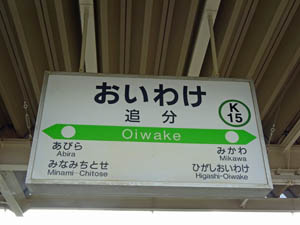 おいわけ
追分
K
15
Oiwake
あびら
Abira
みなみちとせ
Minami-Chitose
みかわ
Mikawa
ひがしおいわけ
Higashi-Oiwake